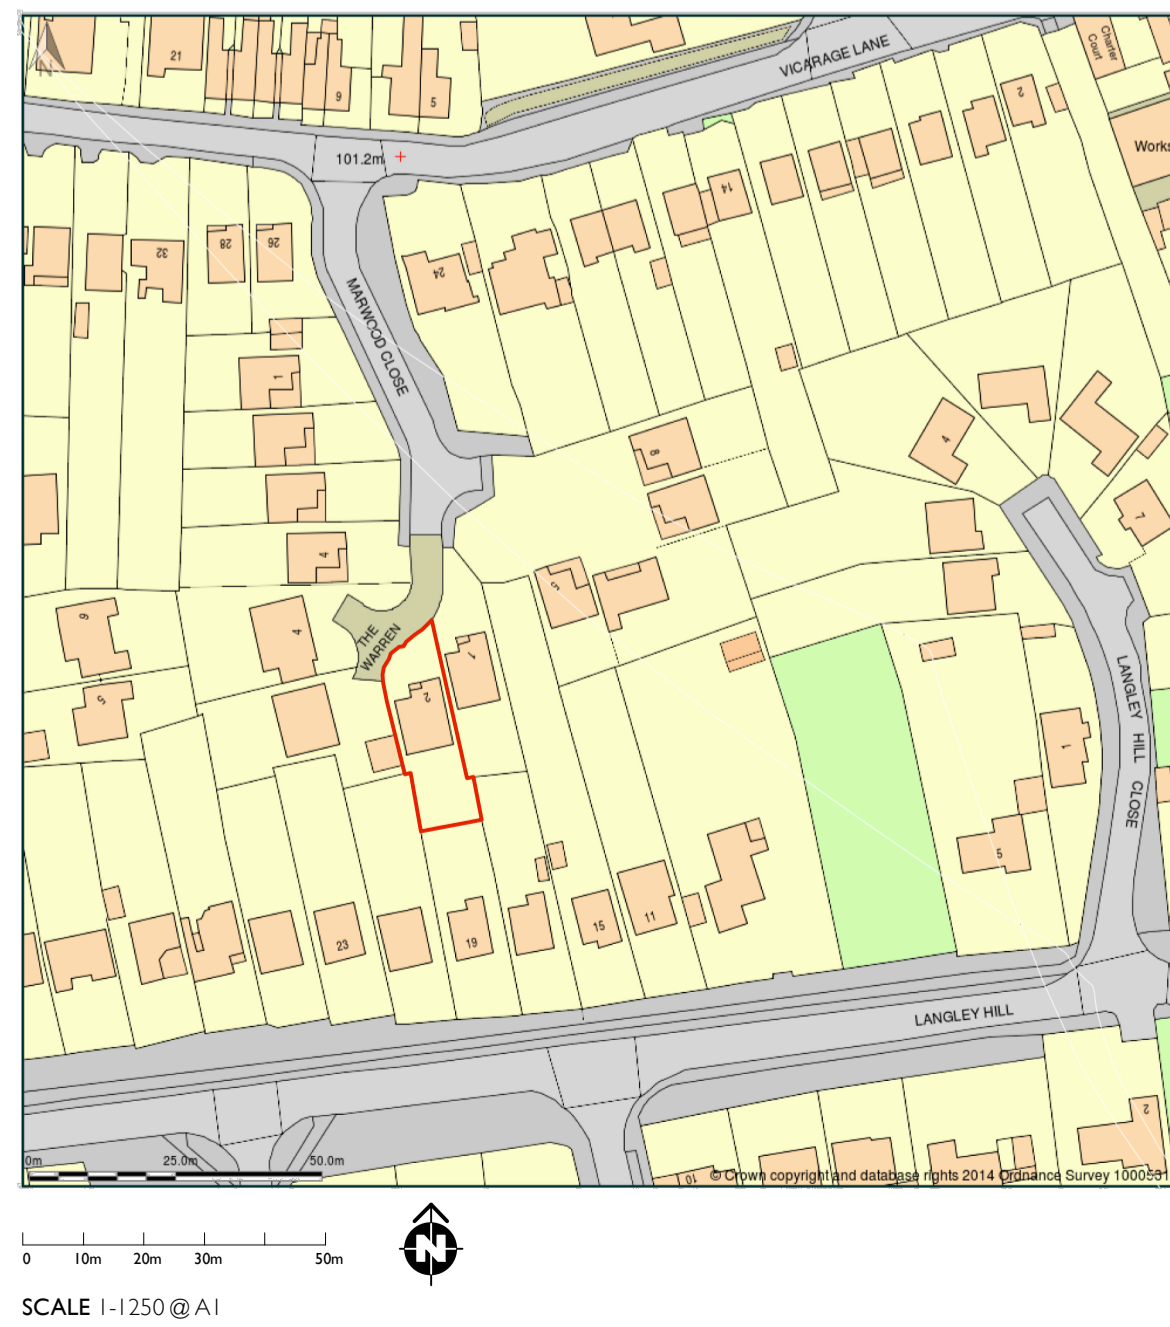 N
21
9
5
VICARAGE LANE
Charter
Court
2
Works
101.2m
14
32
28
26
24
MARWOOD CLOSE
1
8
4
7
4
5
6
4
THE
WARREN
1
2
5
LANGLEY HILL CLOSE
1
5
23
19
15
11
LANGLEY HILL
2
10
0m 25.0m 50.0m
© Crown copyright and database rights 2014 Ordnance Survey 1000531
0 10m 20m 30m 50m
N
SCALE 1-1250 @ A1